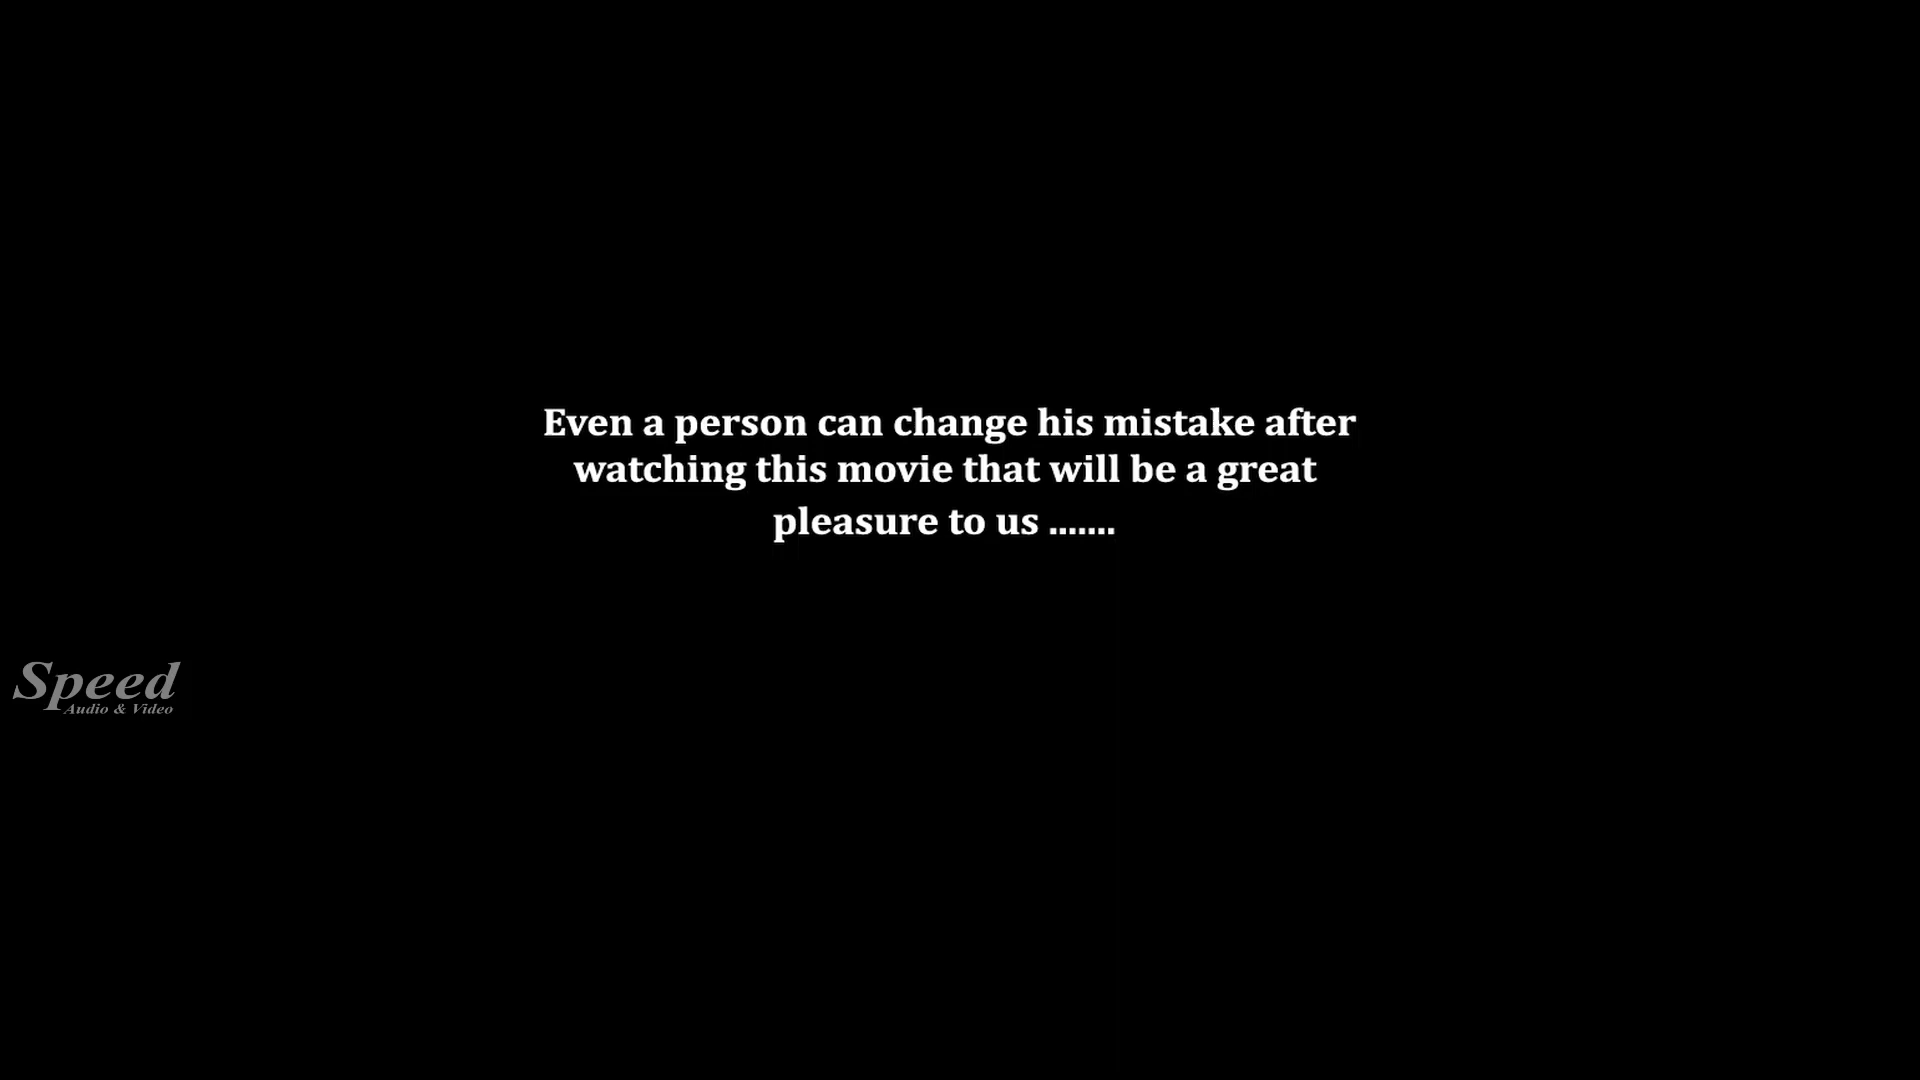 Even a person can change his mistake after
watching this movie that will be a great
pleasure to us .......
Speed
Audio & Video